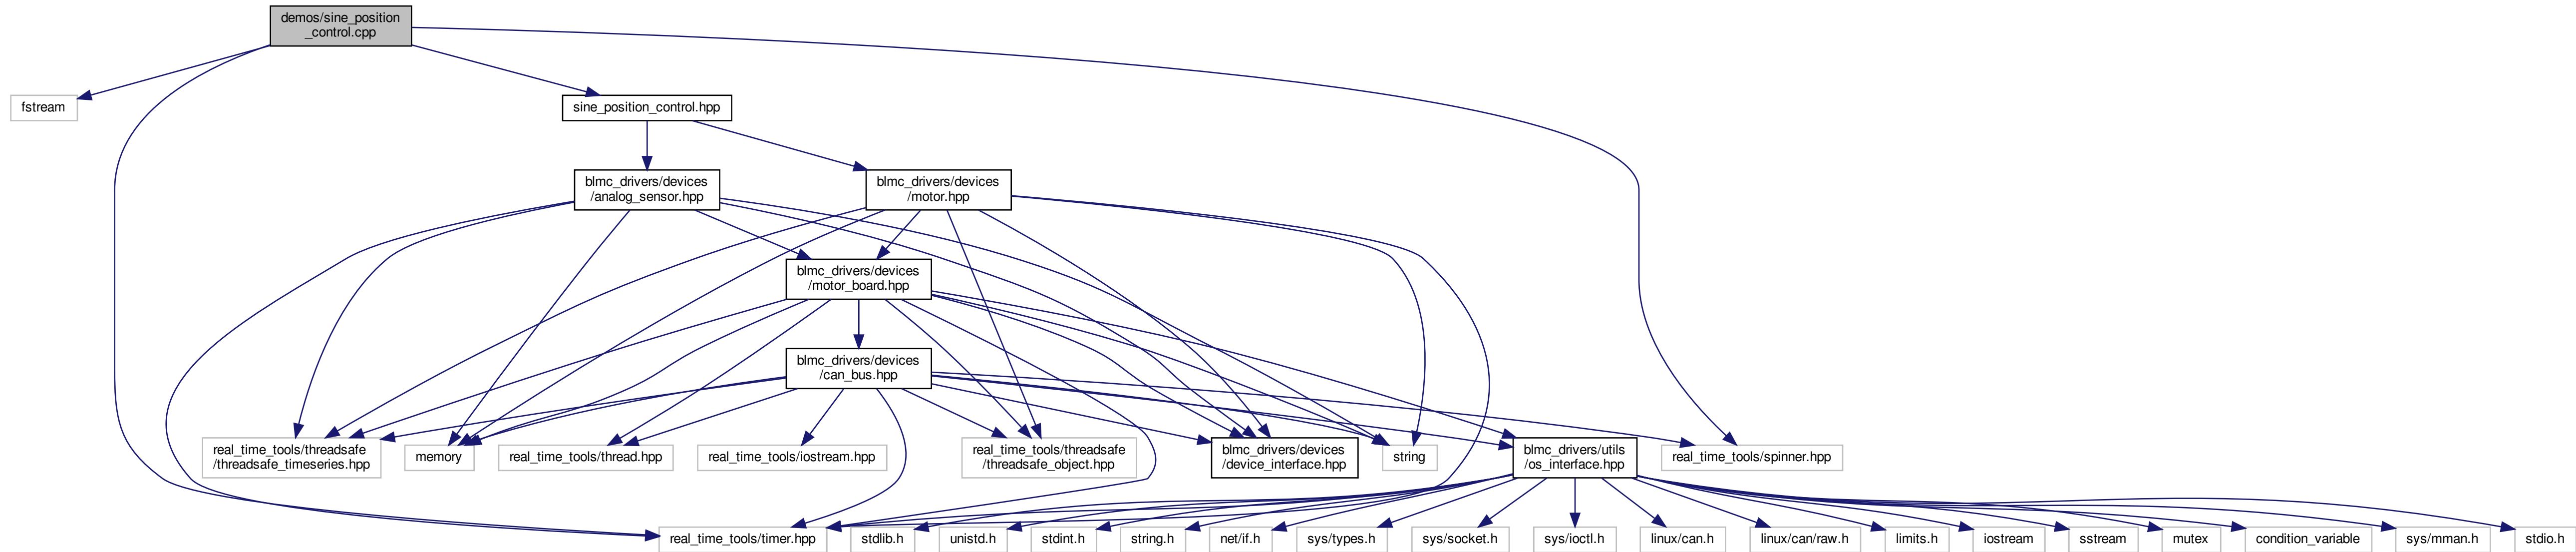 demos/sine_position
_control.cpp
fstream
sine_position_control.hpp
blmc_drivers/devices
/analog_sensor.hpp
blmc_drivers/devices
/motor.hpp
blmc_drivers/devices
/motor_board.hpp
blmc_drivers/devices
/can_bus.hpp
real_time_tools/threadsafe
/threadsafe_timeseries.hpp
memory
real_time_tools/thread.hpp
real_time_tools/iostream.hpp
real_time_tools/threadsafe
/threadsafe_object.hpp
blmc_drivers/devices
/device_interface.hpp
string
blmc_drivers/utils
/os_interface.hpp
real_time_tools/spinner.hpp
real_time_tools/timer.hpp
stdlib.h
unistd.h
stdint.h
string.h
net/if.h
sys/types.h
sys/socket.h
sys/ioctl.h
linux/can.h
linux/can/raw.h
limits.h
iostream
sstream
mutex
condition_variable
sys/mman.h
stdio.h